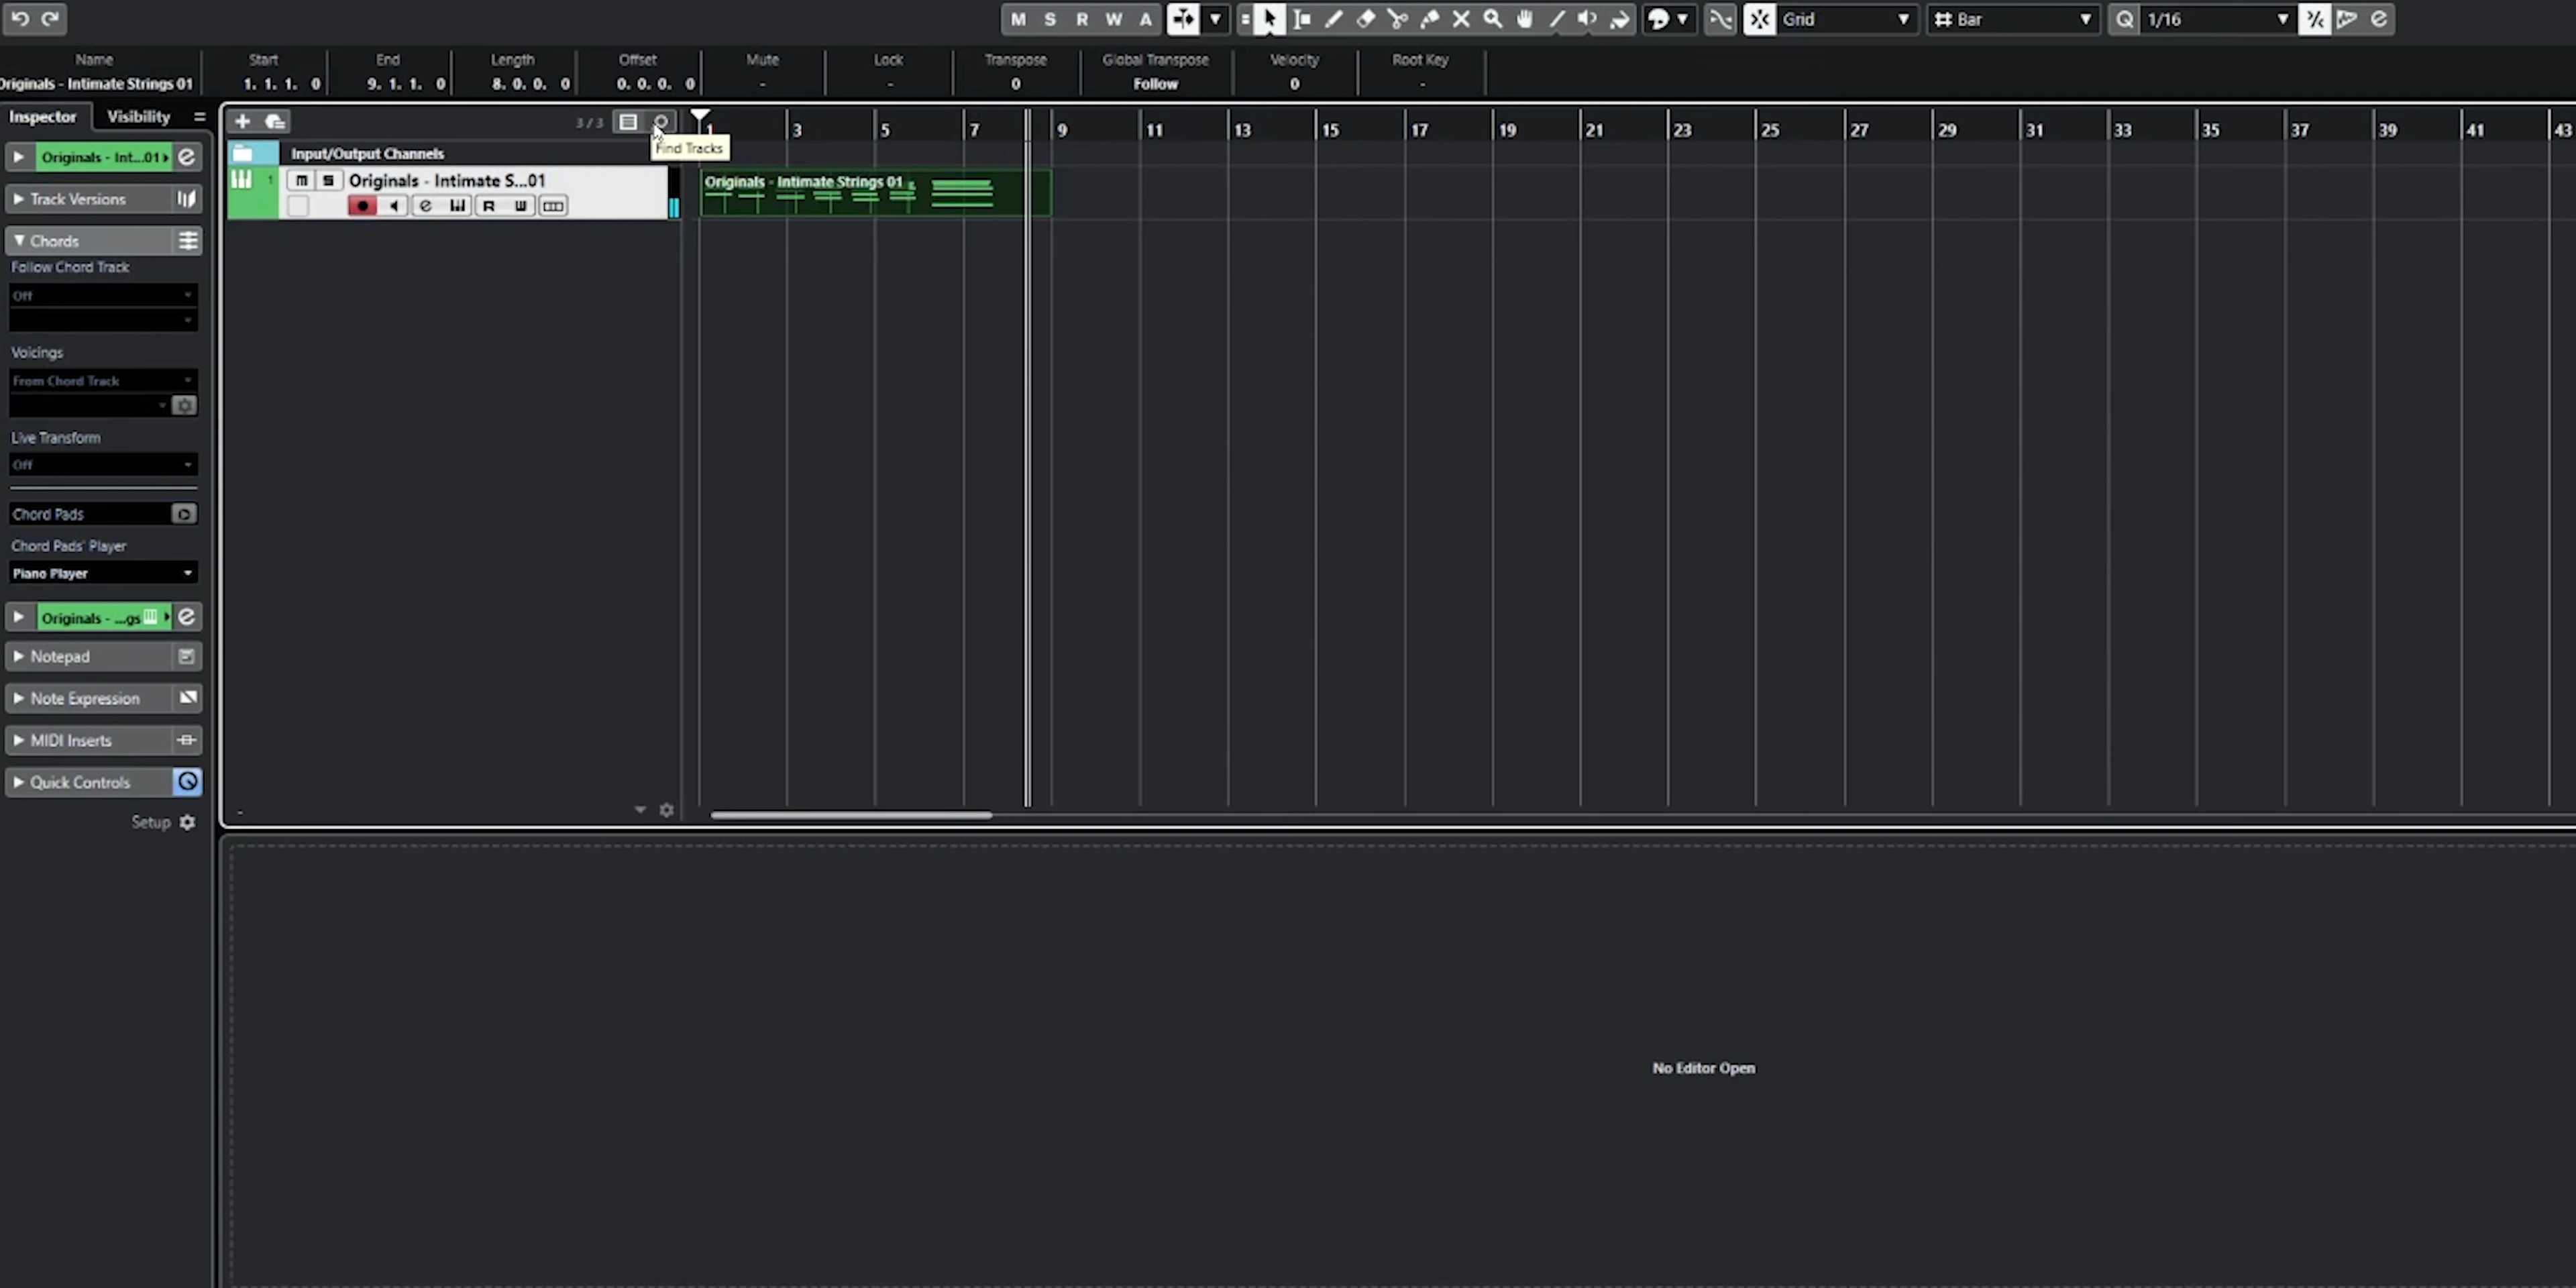 M S R W A Grid Bar Q 1/16
Name Start End Length Offset Mute Lock Transpose Global Transpose Velocity Root Key
Originals - Intimate Strings 01 1. 1. 1. 0 9. 1. 1. 0 8. 0. 0. 0 0. 0. 0. 0 - - 0 Follow 0 -
Inspector Visibility
3 / 3
1 3 5 7 9 11 13 15 17 19 21 23 25 27 29 31 33 35 37 39 41 43
Find Tracks
Input/Output Channels
Originals - Int...01
1 m S Originals - Intimate S...01
Originals - Intimate Strings 01
e R W
Track Versions
Chords
Follow Chord Track
Off
Voicings
From Chord Track
Live Transform
Off
Chord Pads
Chord Pads' Player
Piano Player
Originals - ...gs
Notepad
Note Expression
MIDI Inserts
Quick Controls
Setup
No Editor Open